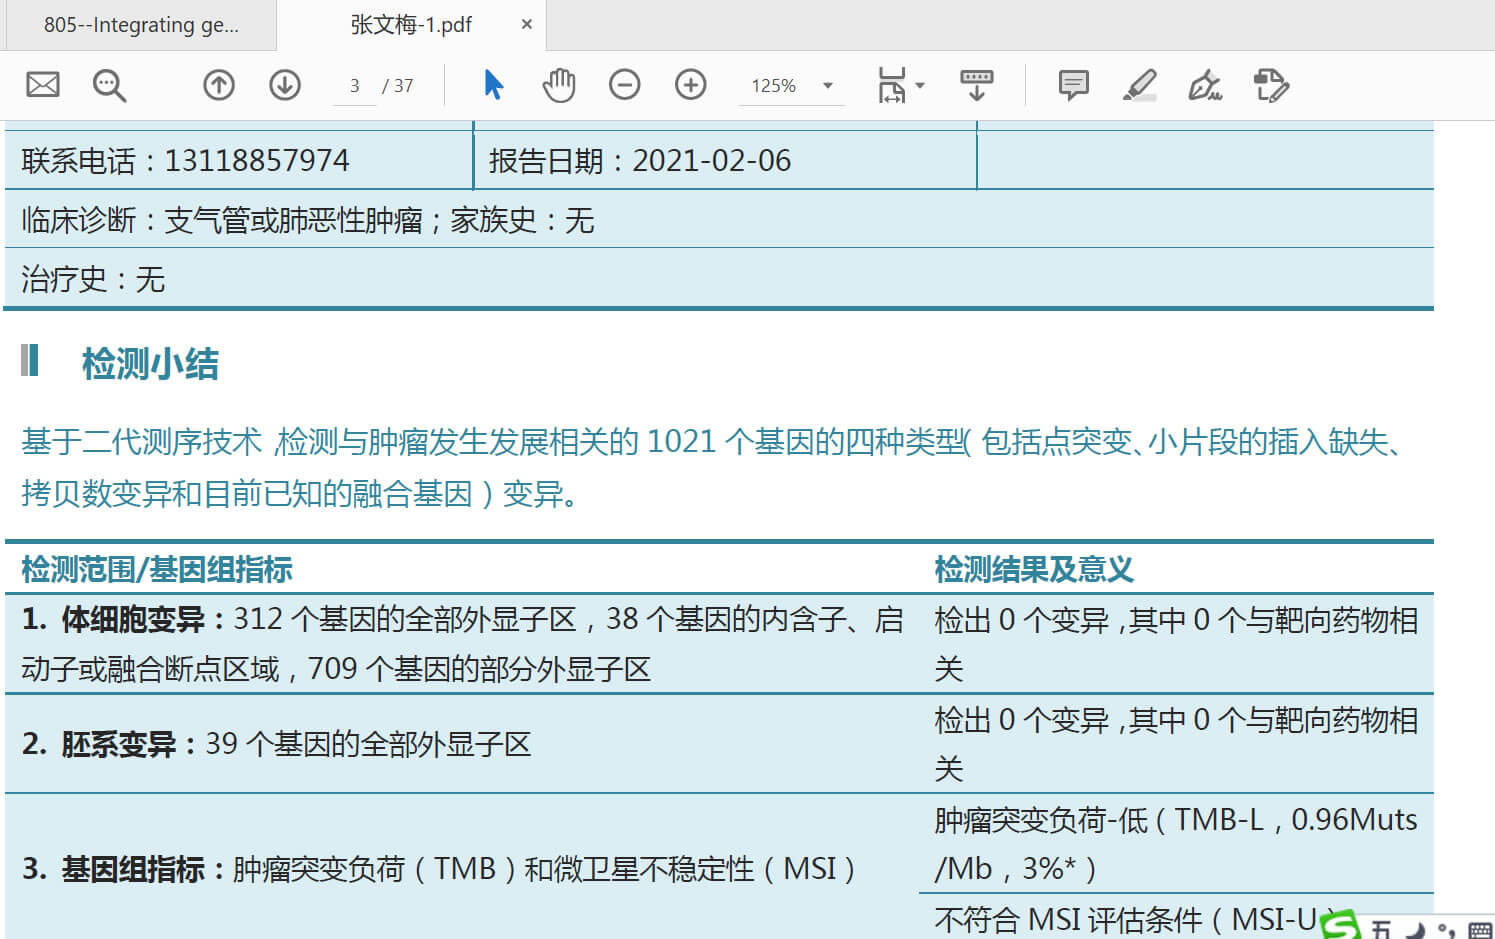 805--Integrating ge...
张文梅-1.pdf ×
3 / 37
125%
联系电话：13118857974
报告日期：2021-02-06
临床诊断：支气管或肺恶性肿瘤；家族史：无
治疗史：无
检测小结
基于二代测序技术,检测与肿瘤发生发展相关的 1021 个基因的四种类型(包括点突变、小片段的插入缺失、
拷贝数变异和目前已知的融合基因)变异。
检测范围/基因组指标
检测结果及意义
1. 体细胞变异：312 个基因的全部外显子区，38 个基因的内含子、启
动子或融合断点区域，709 个基因的部分外显子区
检出 0 个变异,其中 0 个与靶向药物相
关
2. 胚系变异：39 个基因的全部外显子区
检出 0 个变异,其中 0 个与靶向药物相
关
3. 基因组指标：肿瘤突变负荷（TMB）和微卫星不稳定性（MSI）
肿瘤突变负荷-低（TMB-L，0.96Muts
/Mb，3%*）
不符合 MSI 评估条件（MSI-U）
五